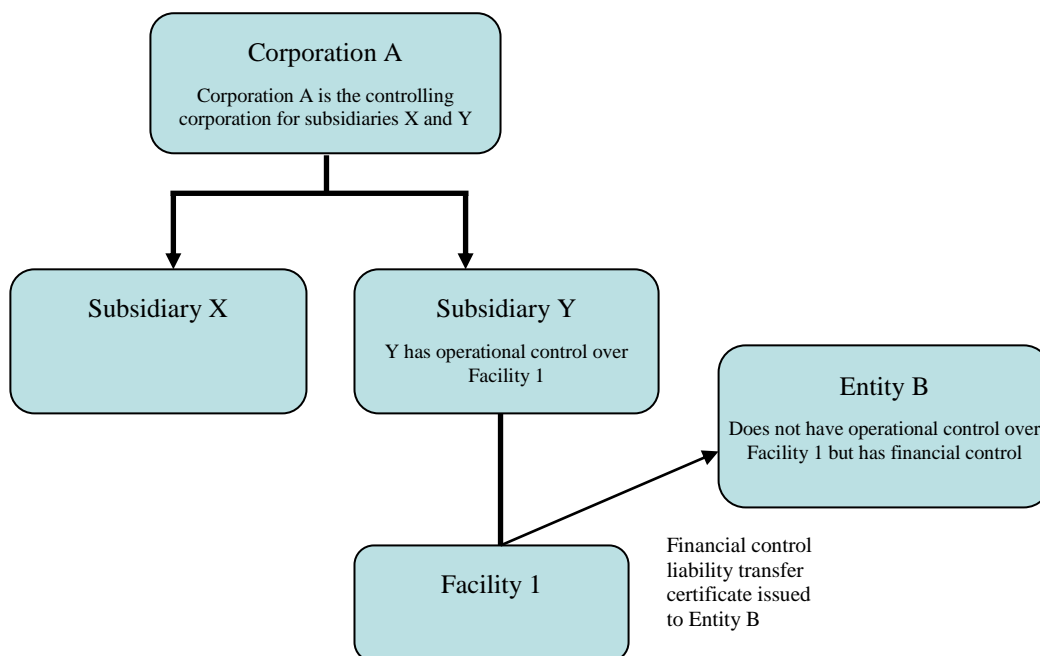 Corporation A
Corporation A is the controlling
corporation for subsidiaries X and Y
Subsidiary X
Subsidiary Y
Y has operational control over
Facility 1
Entity B
Does not have operational control over
Facility 1 but has financial control
Facility 1
Financial control
liability transfer
certificate issued
to Entity B